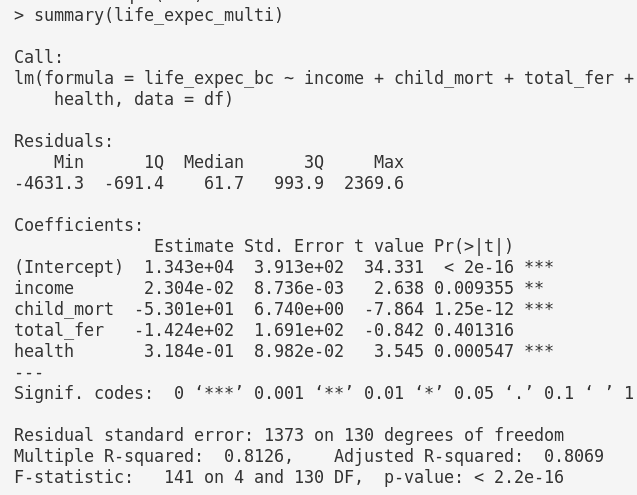 > summary(life_expec_multi)
Call:
lm(formula = life_expec_bc ~ income + child_mort + total_fer +
    health, data = df)
Residuals:
    Min      1Q  Median      3Q     Max
-4631.3  -691.4    61.7   993.9  2369.6
Coefficients:
              Estimate Std. Error t value Pr(>|t|)
(Intercept)  1.343e+04  3.913e+02  34.331  < 2e-16 ***
income       2.304e-02  8.736e-03   2.638 0.009355 **
child_mort  -5.301e+01  6.740e+00  -7.864 1.25e-12 ***
total_fer   -1.424e+02  1.691e+02  -0.842 0.401316
health       3.184e-01  8.982e-02   3.545 0.000547 ***
---
Signif. codes:  0 ‘***’ 0.001 ‘**’ 0.01 ‘*’ 0.05 ‘.’ 0.1 ‘ ’ 1
Residual standard error: 1373 on 130 degrees of freedom
Multiple R-squared:  0.8126,    Adjusted R-squared:  0.8069
F-statistic:   141 on 4 and 130 DF,  p-value: < 2.2e-16